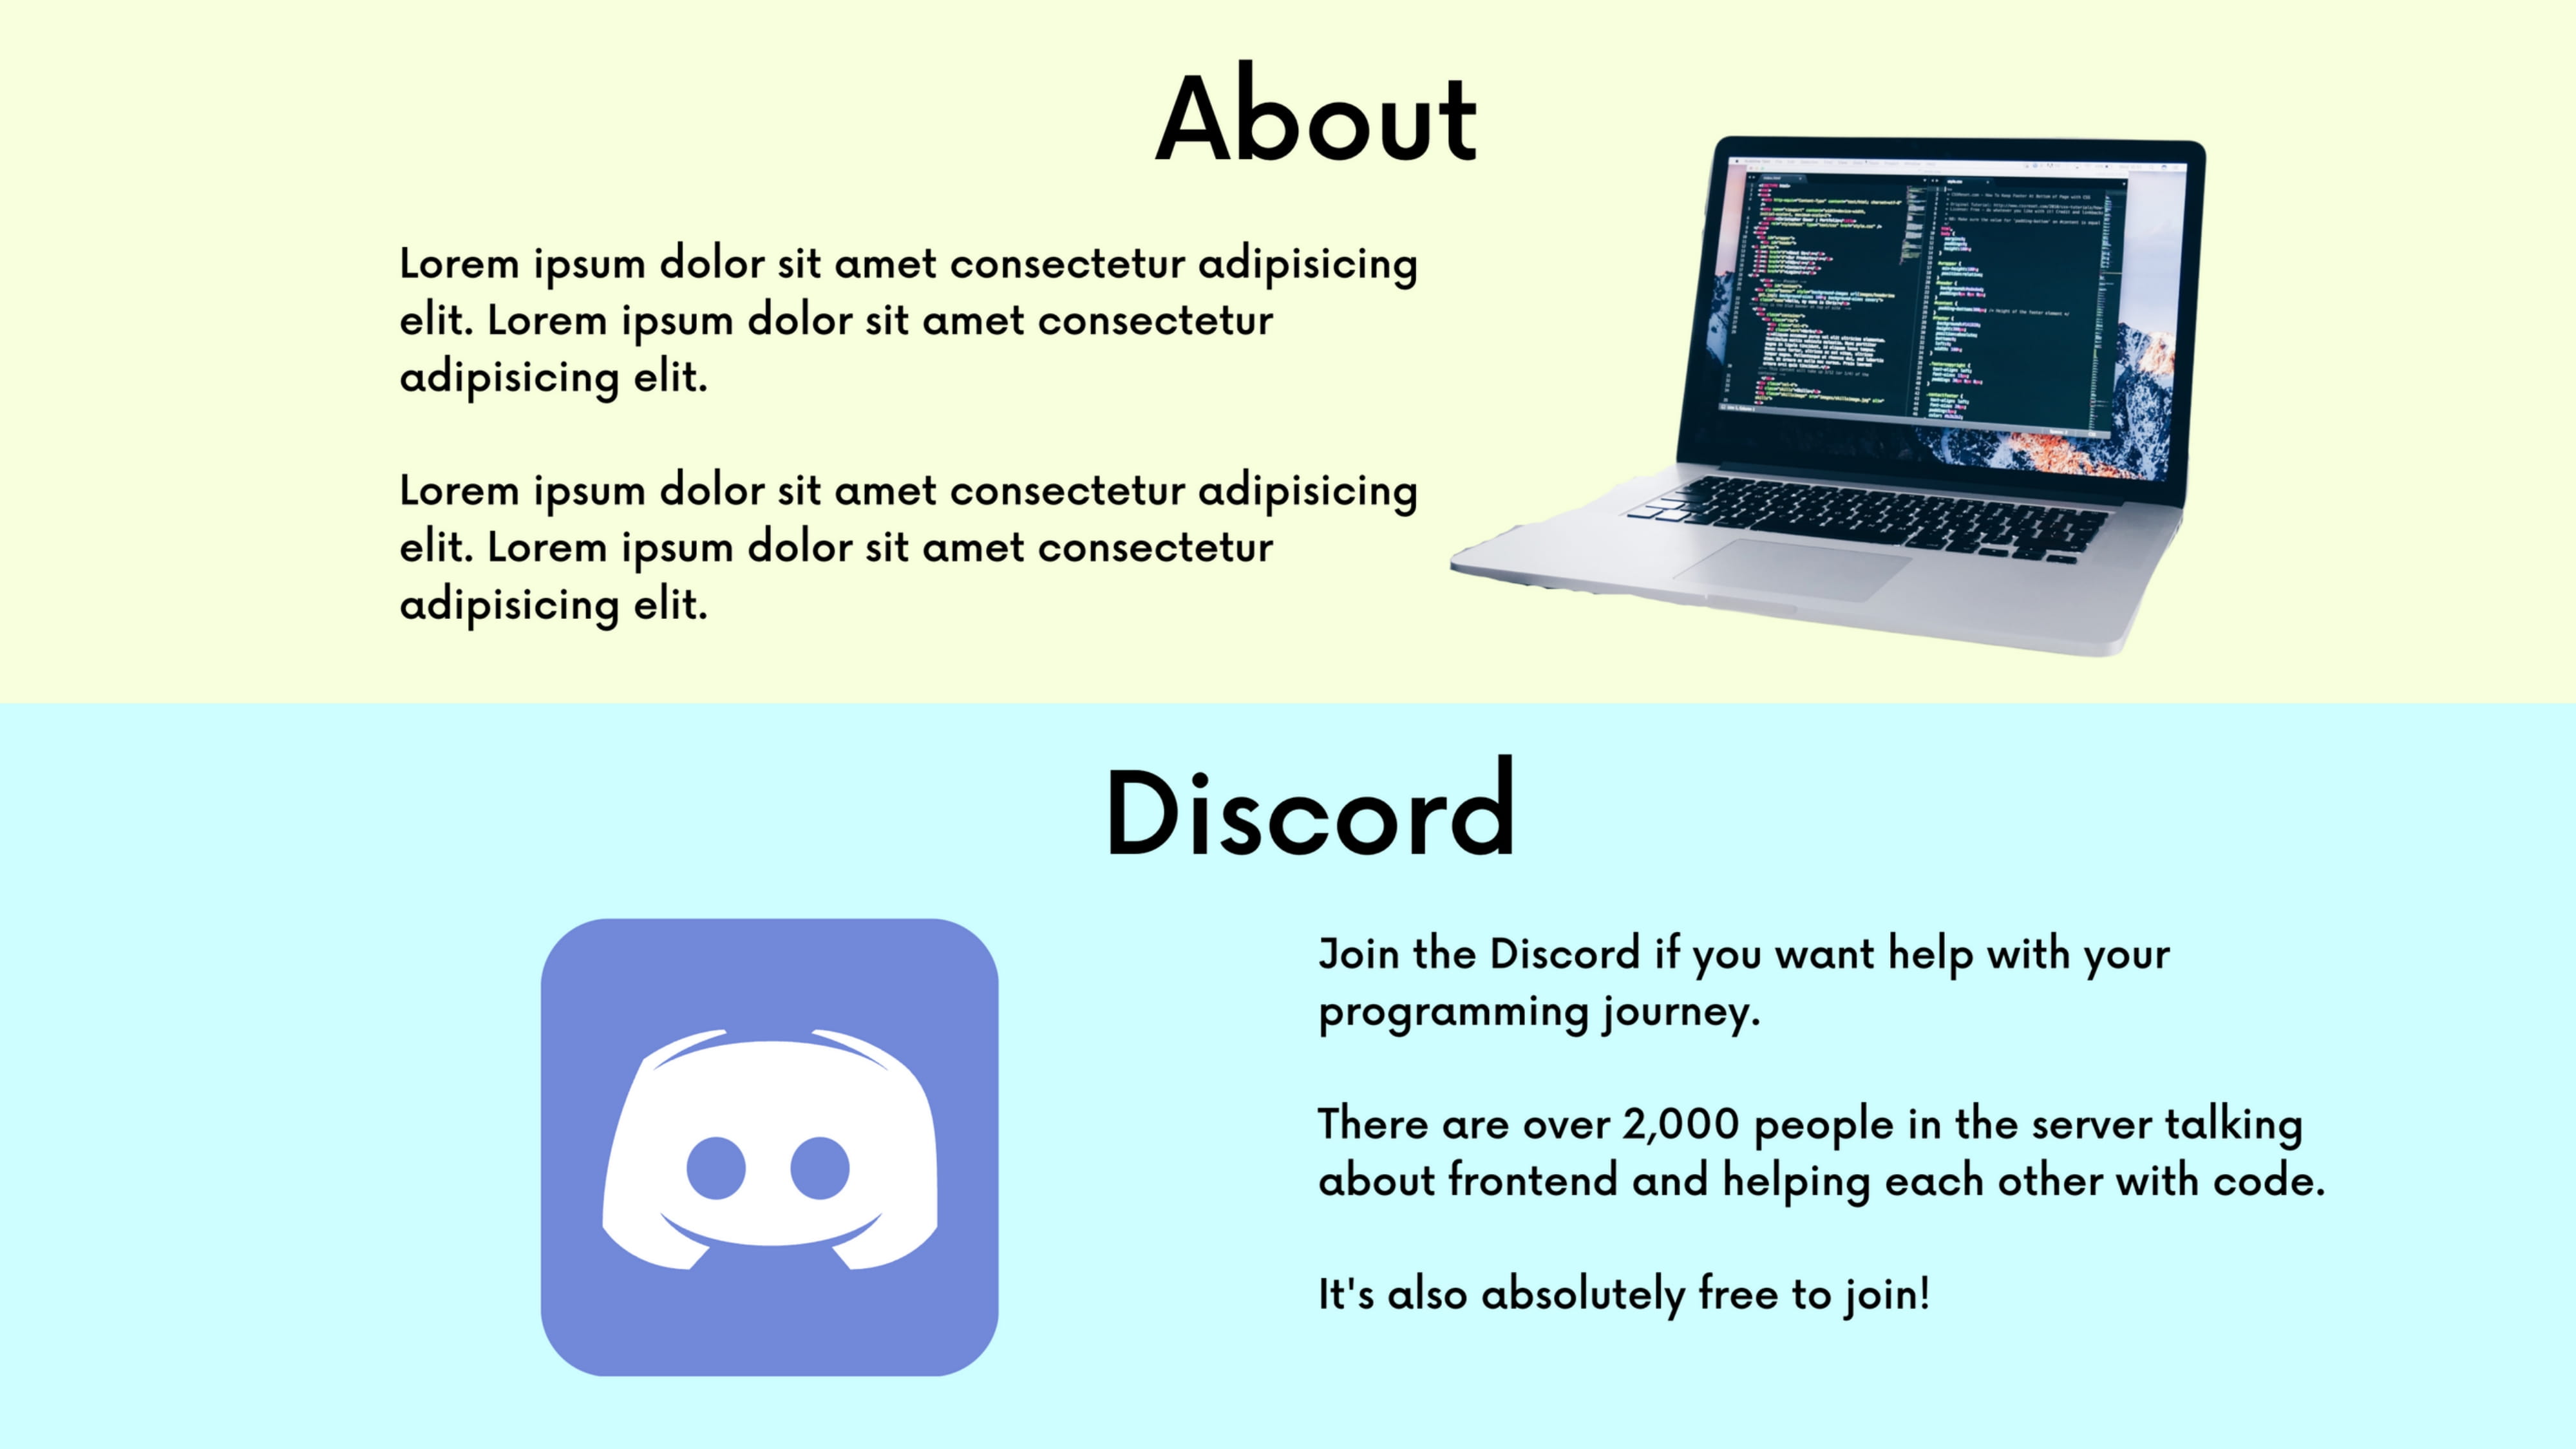 About
Lorem ipsum dolor sit amet consectetur adipisicing
elit. Lorem ipsum dolor sit amet consectetur
adipisicing elit.
Lorem ipsum dolor sit amet consectetur adipisicing
elit. Lorem ipsum dolor sit amet consectetur
adipisicing elit.
Discord
Join the Discord if you want help with your
programming journey.
There are over 2,000 people in the server talking
about frontend and helping each other with code.
It's also absolutely free to join!